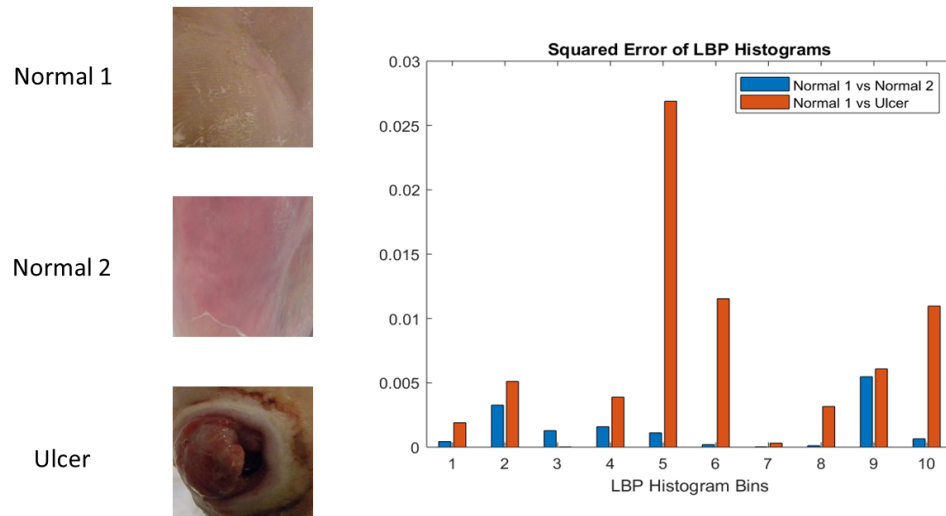 Normal 1
Normal 2
Ulcer
Squared Error of LBP Histograms
Normal 1 vs Normal 2
Normal 1 vs Ulcer
0.03
0.025
0.02
0.015
0.01
0.005
0
1 2 3 4 5 6 7 8 9 10
LBP Histogram Bins